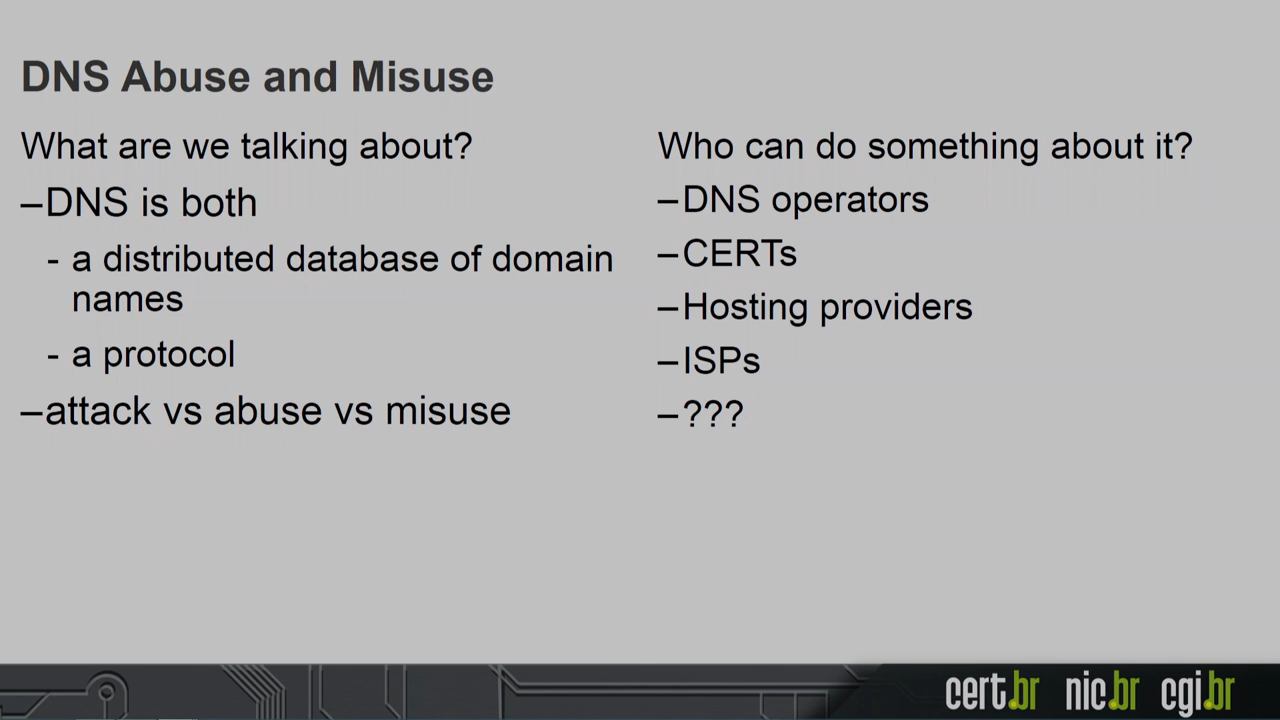 DNS Abuse and Misuse
What are we talking about?
–DNS is both
- a distributed database of domain
names
- a protocol
–attack vs abuse vs misuse
Who can do something about it?
–DNS operators
–CERTs
–Hosting providers
–ISPs
–???
cert.br nic.br cgi.br